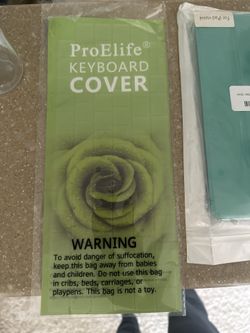 ProElife®
KEYBOARD
COVER
WARNING
To avoid danger of suffocation,
keep this bag away from babies
and children. Do not use this bag
in cribs, beds, carriages, or
playpens. This bag is not a toy.